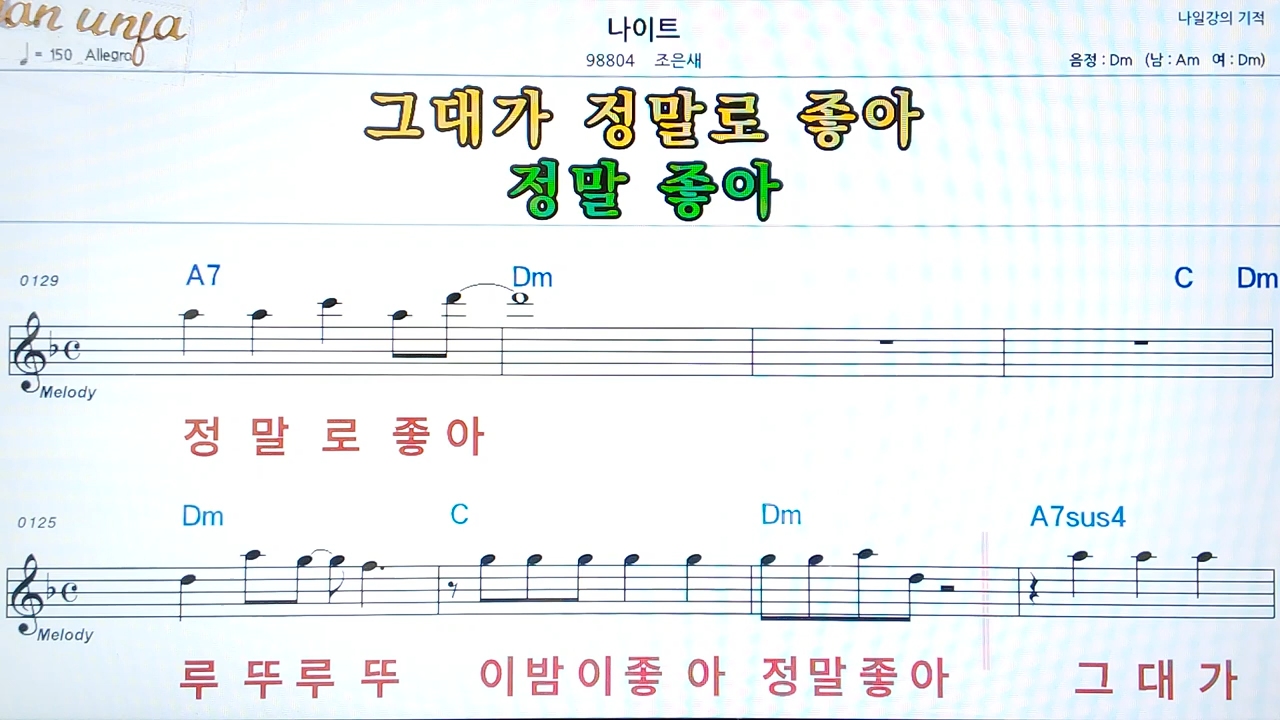 an unja
♩= 150 Allegro
나이트
98804 조은새
나일강의 기적
음정 : Dm (남 : Am 여 : Dm)
그대가 정말로 좋아
정말 좋아
0129
A7 Dm C Dm
Melody
정 말 로 좋 아
0125
Dm C Dm A7sus4
Melody
루 뚜루 뚜 이밤이좋 아 정말좋아 그 대 가